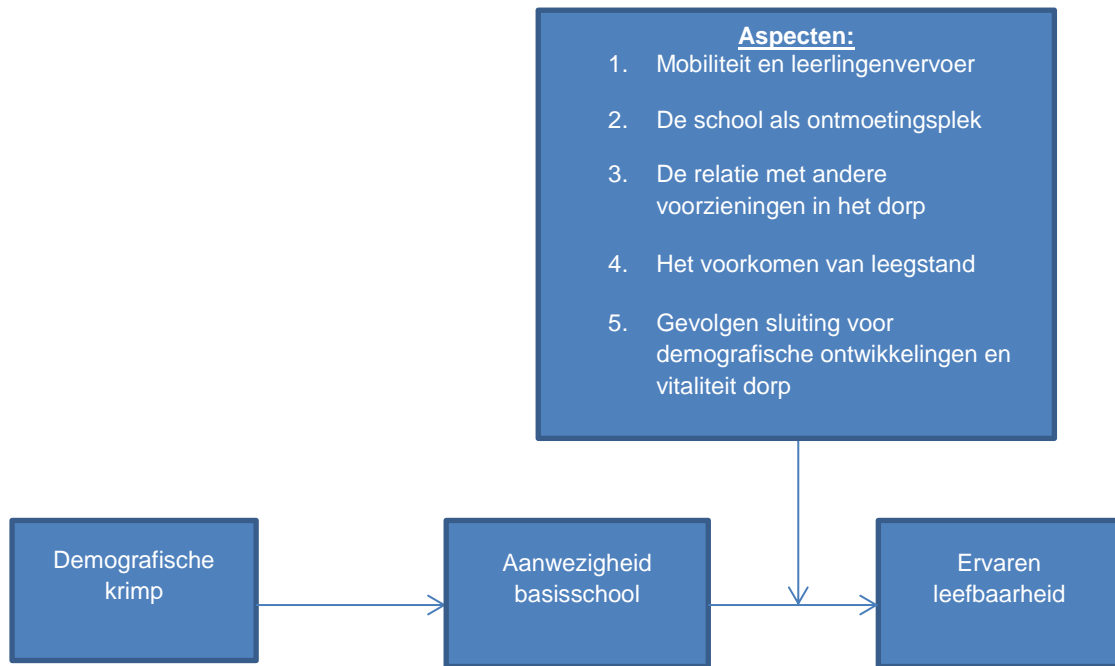 Aspecten:
1. Mobiliteit en leerlingenvervoer
2. De school als ontmoetingsplek
3. De relatie met andere
voorzieningen in het dorp
4. Het voorkomen van leegstand
5. Gevolgen sluiting voor
demografische ontwikkelingen en
vitaliteit dorp
Demografische
krimp
Aanwezigheid
basisschool
Ervaren
leefbaarheid